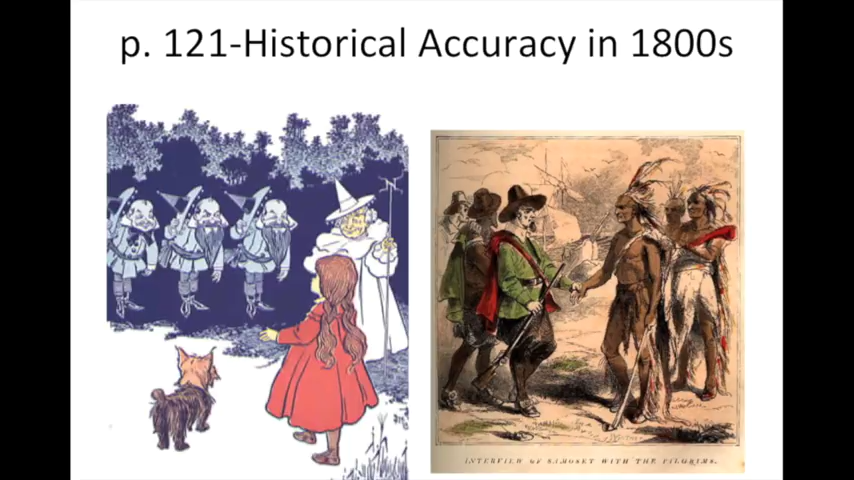 p. 121-Historical Accuracy in 1800s
INTERVIEW OF SAMOSET WITH THE PILGRIMS.